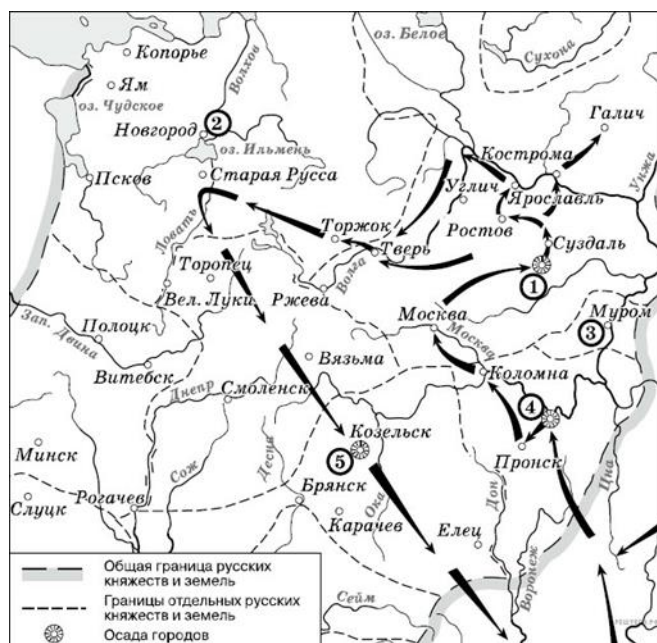 оз. Белое
Сухона
Копорье
Волхов
Ям
оз. Чудское
Галич
2
Новгород
оз. Ильмень
Кострома
Унжа
Псков
Старая Русса
Углич
Ярославль
Ловать
Торжок
Ростов
Суздаль
Тверь
Торопец
Волга
1
Вел. Луки
Ржева
Москва
Муром
Зап. Двина
Полоцк
Москва
3
Вязьма
Коломна
Витебск
Днепр
Смоленск
4
Козельск
Минск
Сож
Десна
5
Пронск
Цна
Рогачев
Брянск
Ока
Дон
Слуцк
Карачев
Елец
Воронеж
Общая граница русских
княжеств и земель
Сейм
Границы отдельных русских
княжеств и земель
Осада городов